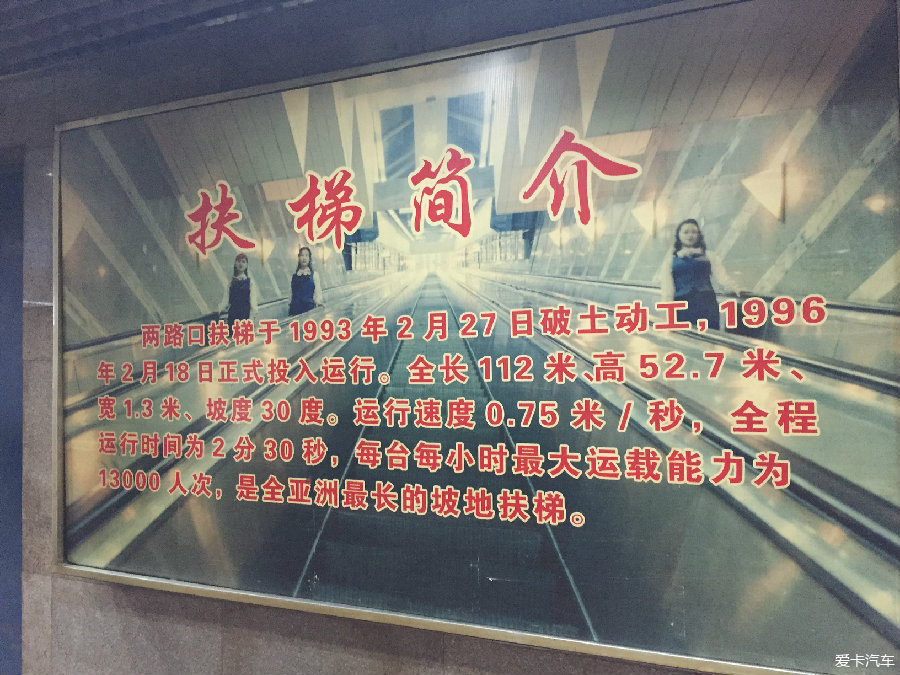 扶梯简介
两路口扶梯于1993年2月27日破土动工，1996
年2月18日正式投入运行。全长112米、高52.7米、
宽1.3米、坡度30度。运行速度0.75米/秒，全程
运行时间为2分30秒，每台每小时最大运载能力为
13000人次，是全亚洲最长的坡地扶梯。
爱卡汽车